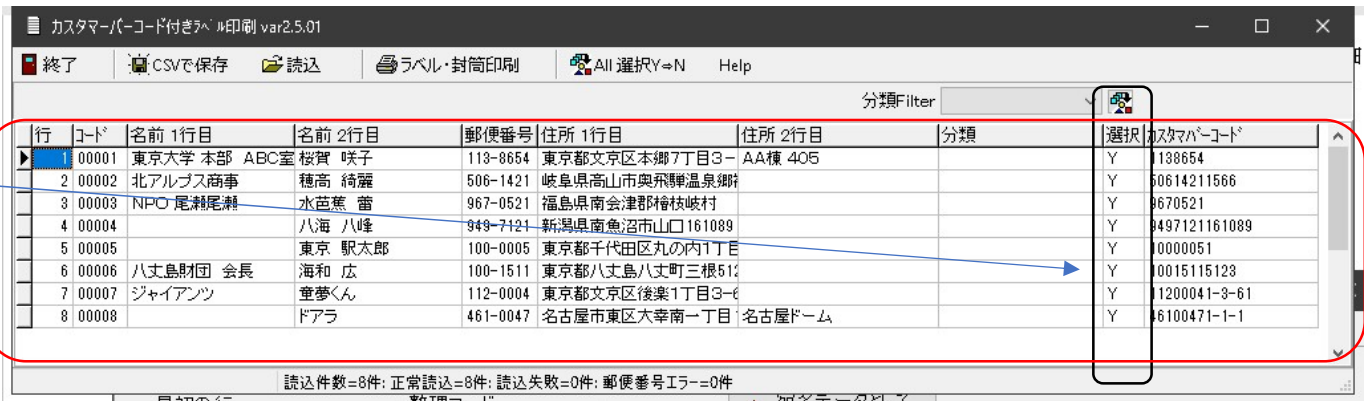 カスタマーバーコード付きラベル印刷 var2.5.01
終了 CSVで保存 読込 ラベル・封筒印刷 All 選択Y⇒N Help
分類Filter
行 コード 名前 1行目 名前 2行目 郵便番号 住所 1行目 住所 2行目 分類 選択 カスタマバーコード
1 00001 東京大学 本部 ABC室 桜賀 咲子 113-8654 東京都文京区本郷7丁目3- AA棟 405 Y 1138654
2 00002 北アルプス商事 穂高 綺麗 506-1421 岐阜県高山市奥飛騨温泉郷 Y 50614211566
3 00003 NPO 尾瀬尾瀬 水芭蕉 蕾 967-0521 福島県南会津郡檜枝岐村 Y 9670521
4 00004 八海 八峰 949-7121 新潟県南魚沼市山口161089 Y 9497121161089
5 00005 東京 駅太郎 100-0005 東京都千代田区丸の内1丁目 Y 10000051
6 00006 八丈島財団 会長 海和 広 100-1511 東京都八丈島八丈町三根512 Y 10015115123
7 00007 ジャイアンツ 童夢くん 112-0004 東京都文京区後楽1丁目3-6 Y 11200041-3-61
8 00008 ドアラ 461-0047 名古屋市東区大幸南一丁目 名古屋ドーム Y 46100471-1-1
読込件数=8件: 正常読込=8件: 読込失敗=0件: 郵便番号エラー=0件